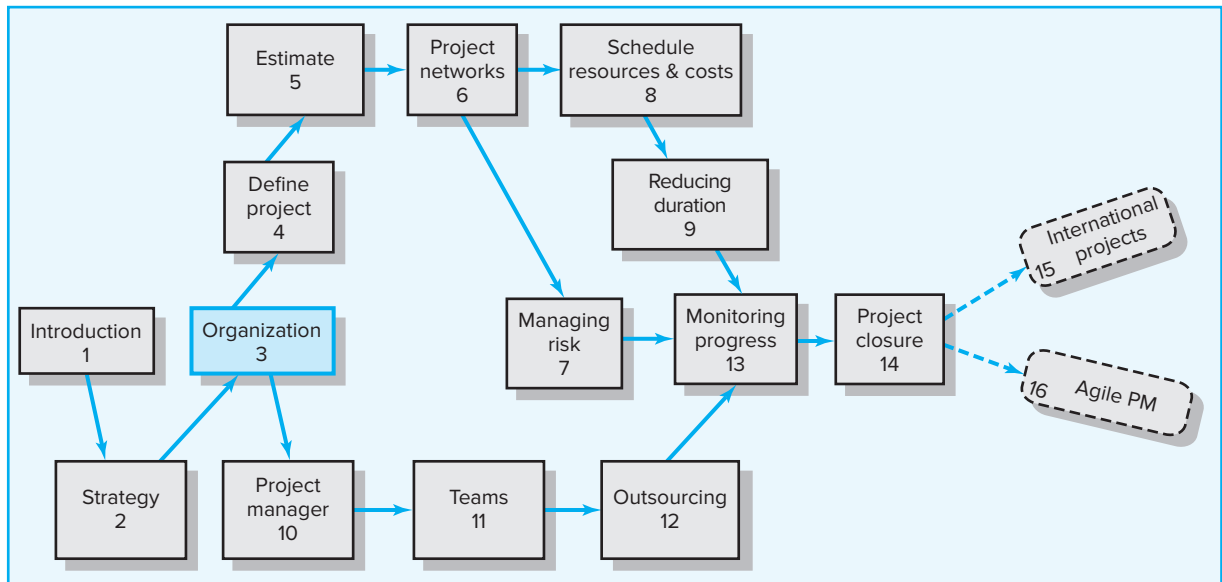 Estimate
5
Project
networks
6
Schedule
resources & costs
8
Define
project
4
Reducing
duration
9
International
projects
15
Introduction
1
Organization
3
Managing
risk
7
Monitoring
progress
13
Project
closure
14
16 Agile PM
Strategy
2
Project
manager
10
Teams
11
Outsourcing
12